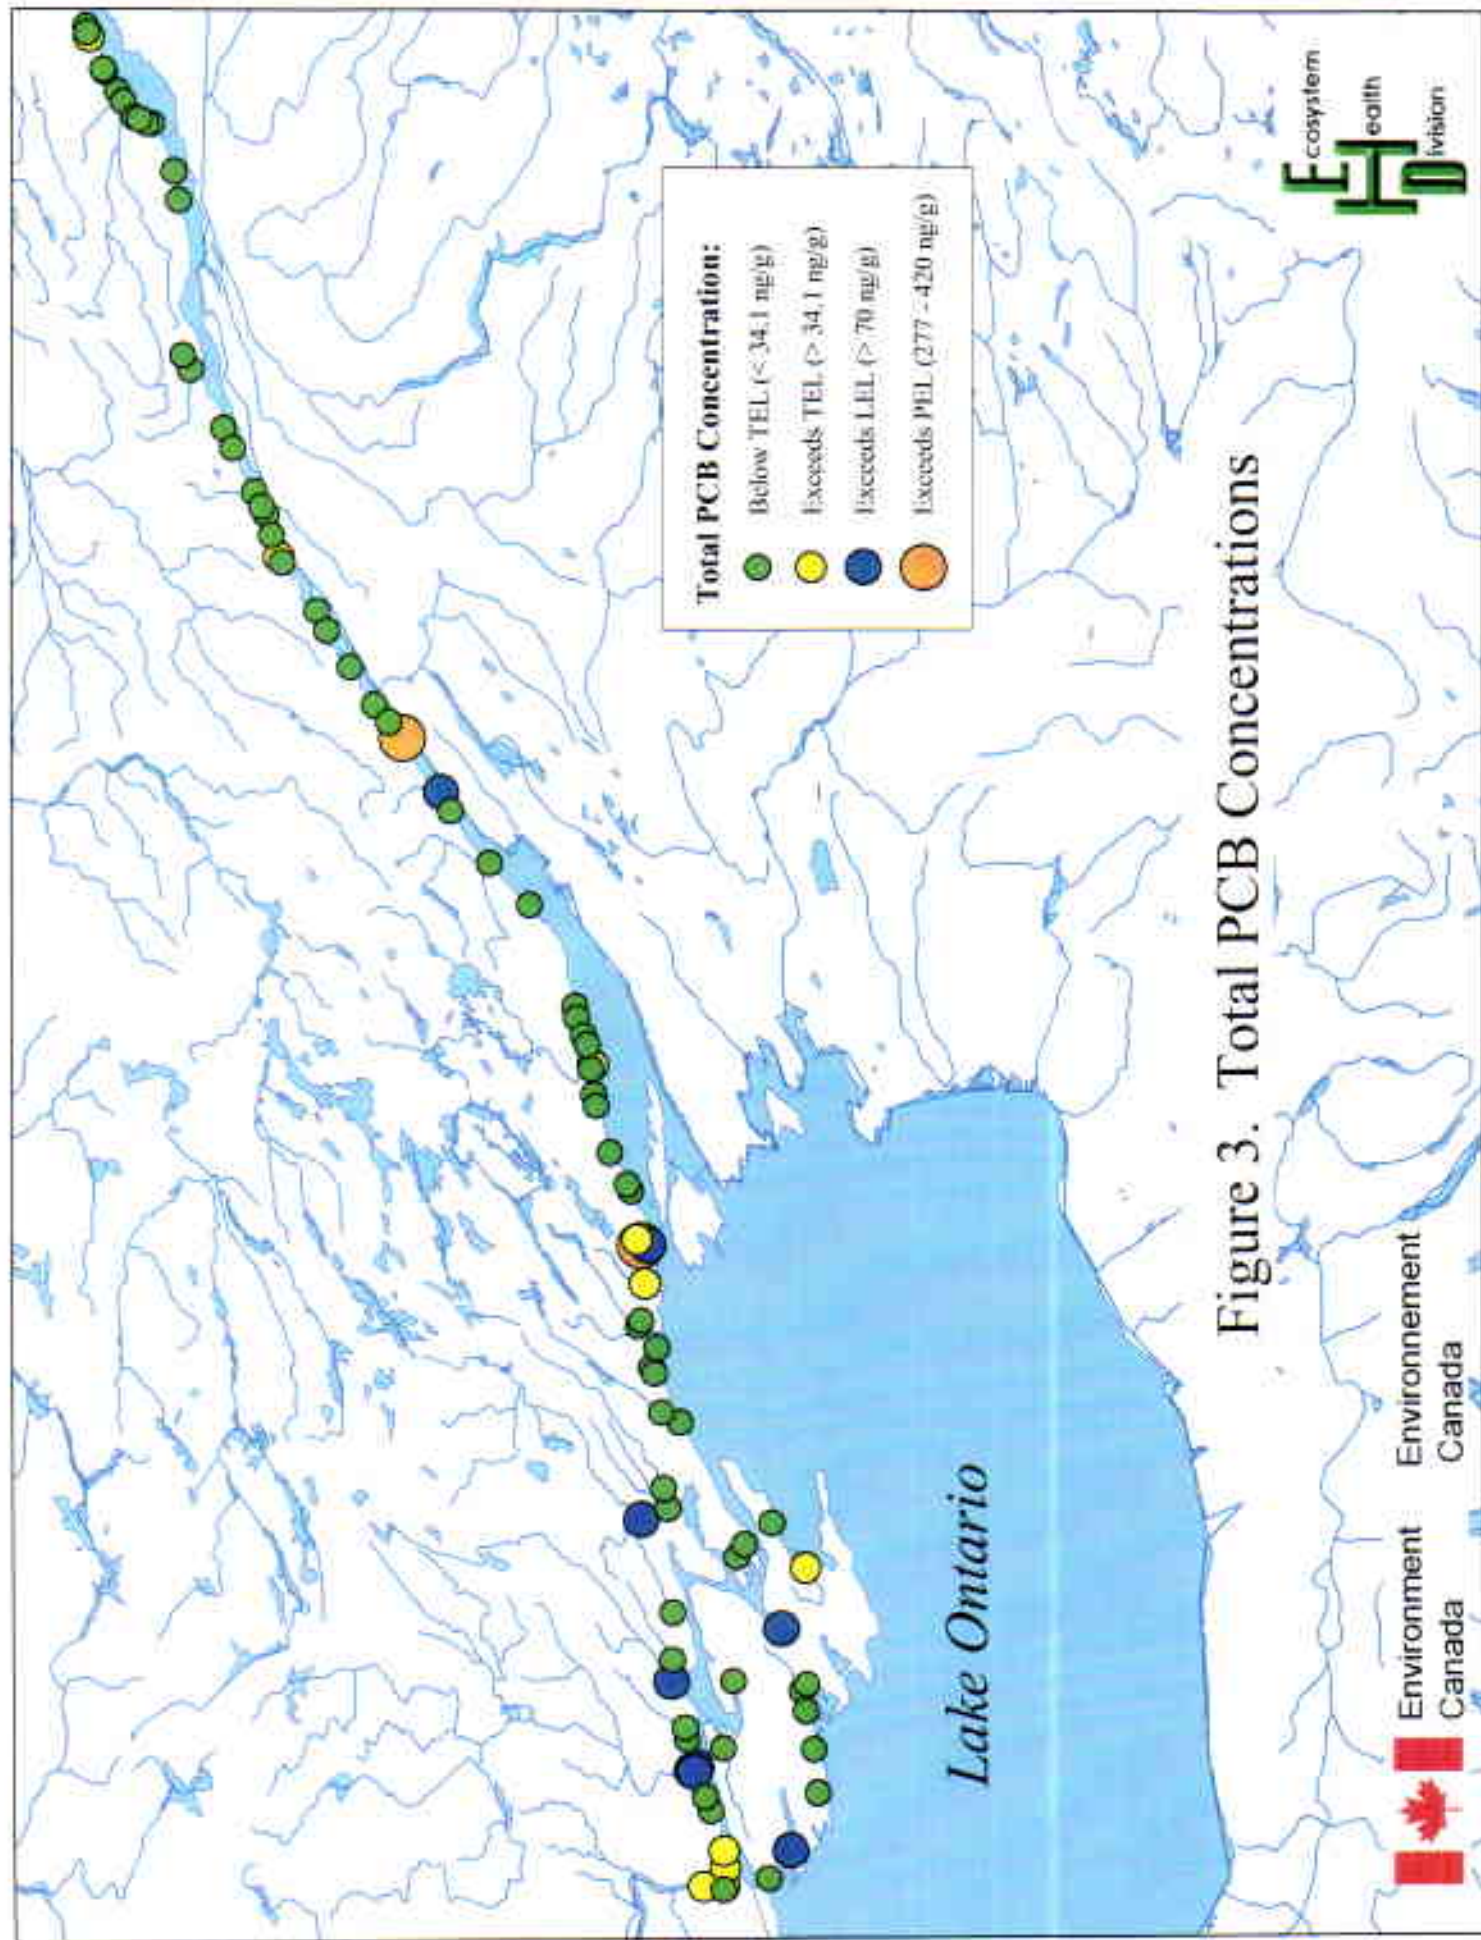 Total PCB Concentration:
Below TEL (< 34.1 ng/g)
Exceeds TEL (> 34.1 ng/g)
Exceeds LEL (> 70 ng/g)
Exceeds PEL (277 - 420 ng/g)
Lake Ontario
Figure 3. Total PCB Concentrations
Environment
Canada
Environnement
Canada
Ecosystem
Health
Division